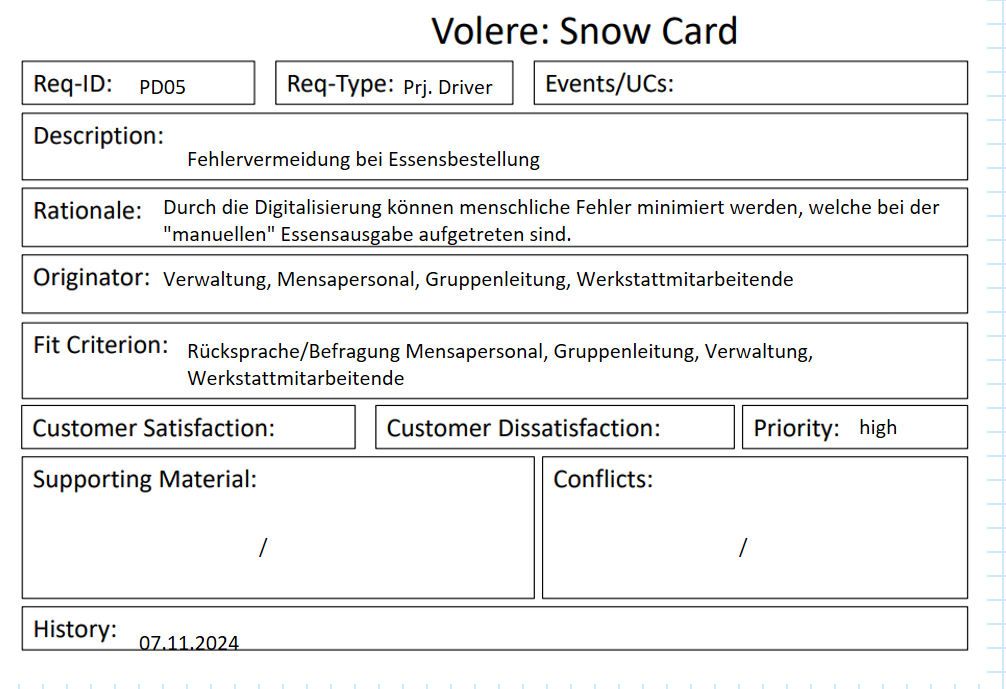 Volere: Snow Card
Req-ID: PD05
Req-Type: Prj. Driver
Events/UCs:
Description:
Fehlervermeidung bei Essensbestellung
Rationale: Durch die Digitalisierung können menschliche Fehler minimiert werden, welche bei der
"manuellen" Essensausgabe aufgetreten sind.
Originator: Verwaltung, Mensapersonal, Gruppenleitung, Werkstattmitarbeitende
Fit Criterion: Rücksprache/Befragung Mensapersonal, Gruppenleitung, Verwaltung,
Werkstattmitarbeitende
Customer Satisfaction:
Customer Dissatisfaction:
Priority: high
Supporting Material:
/
Conflicts:
/
History: 07.11.2024